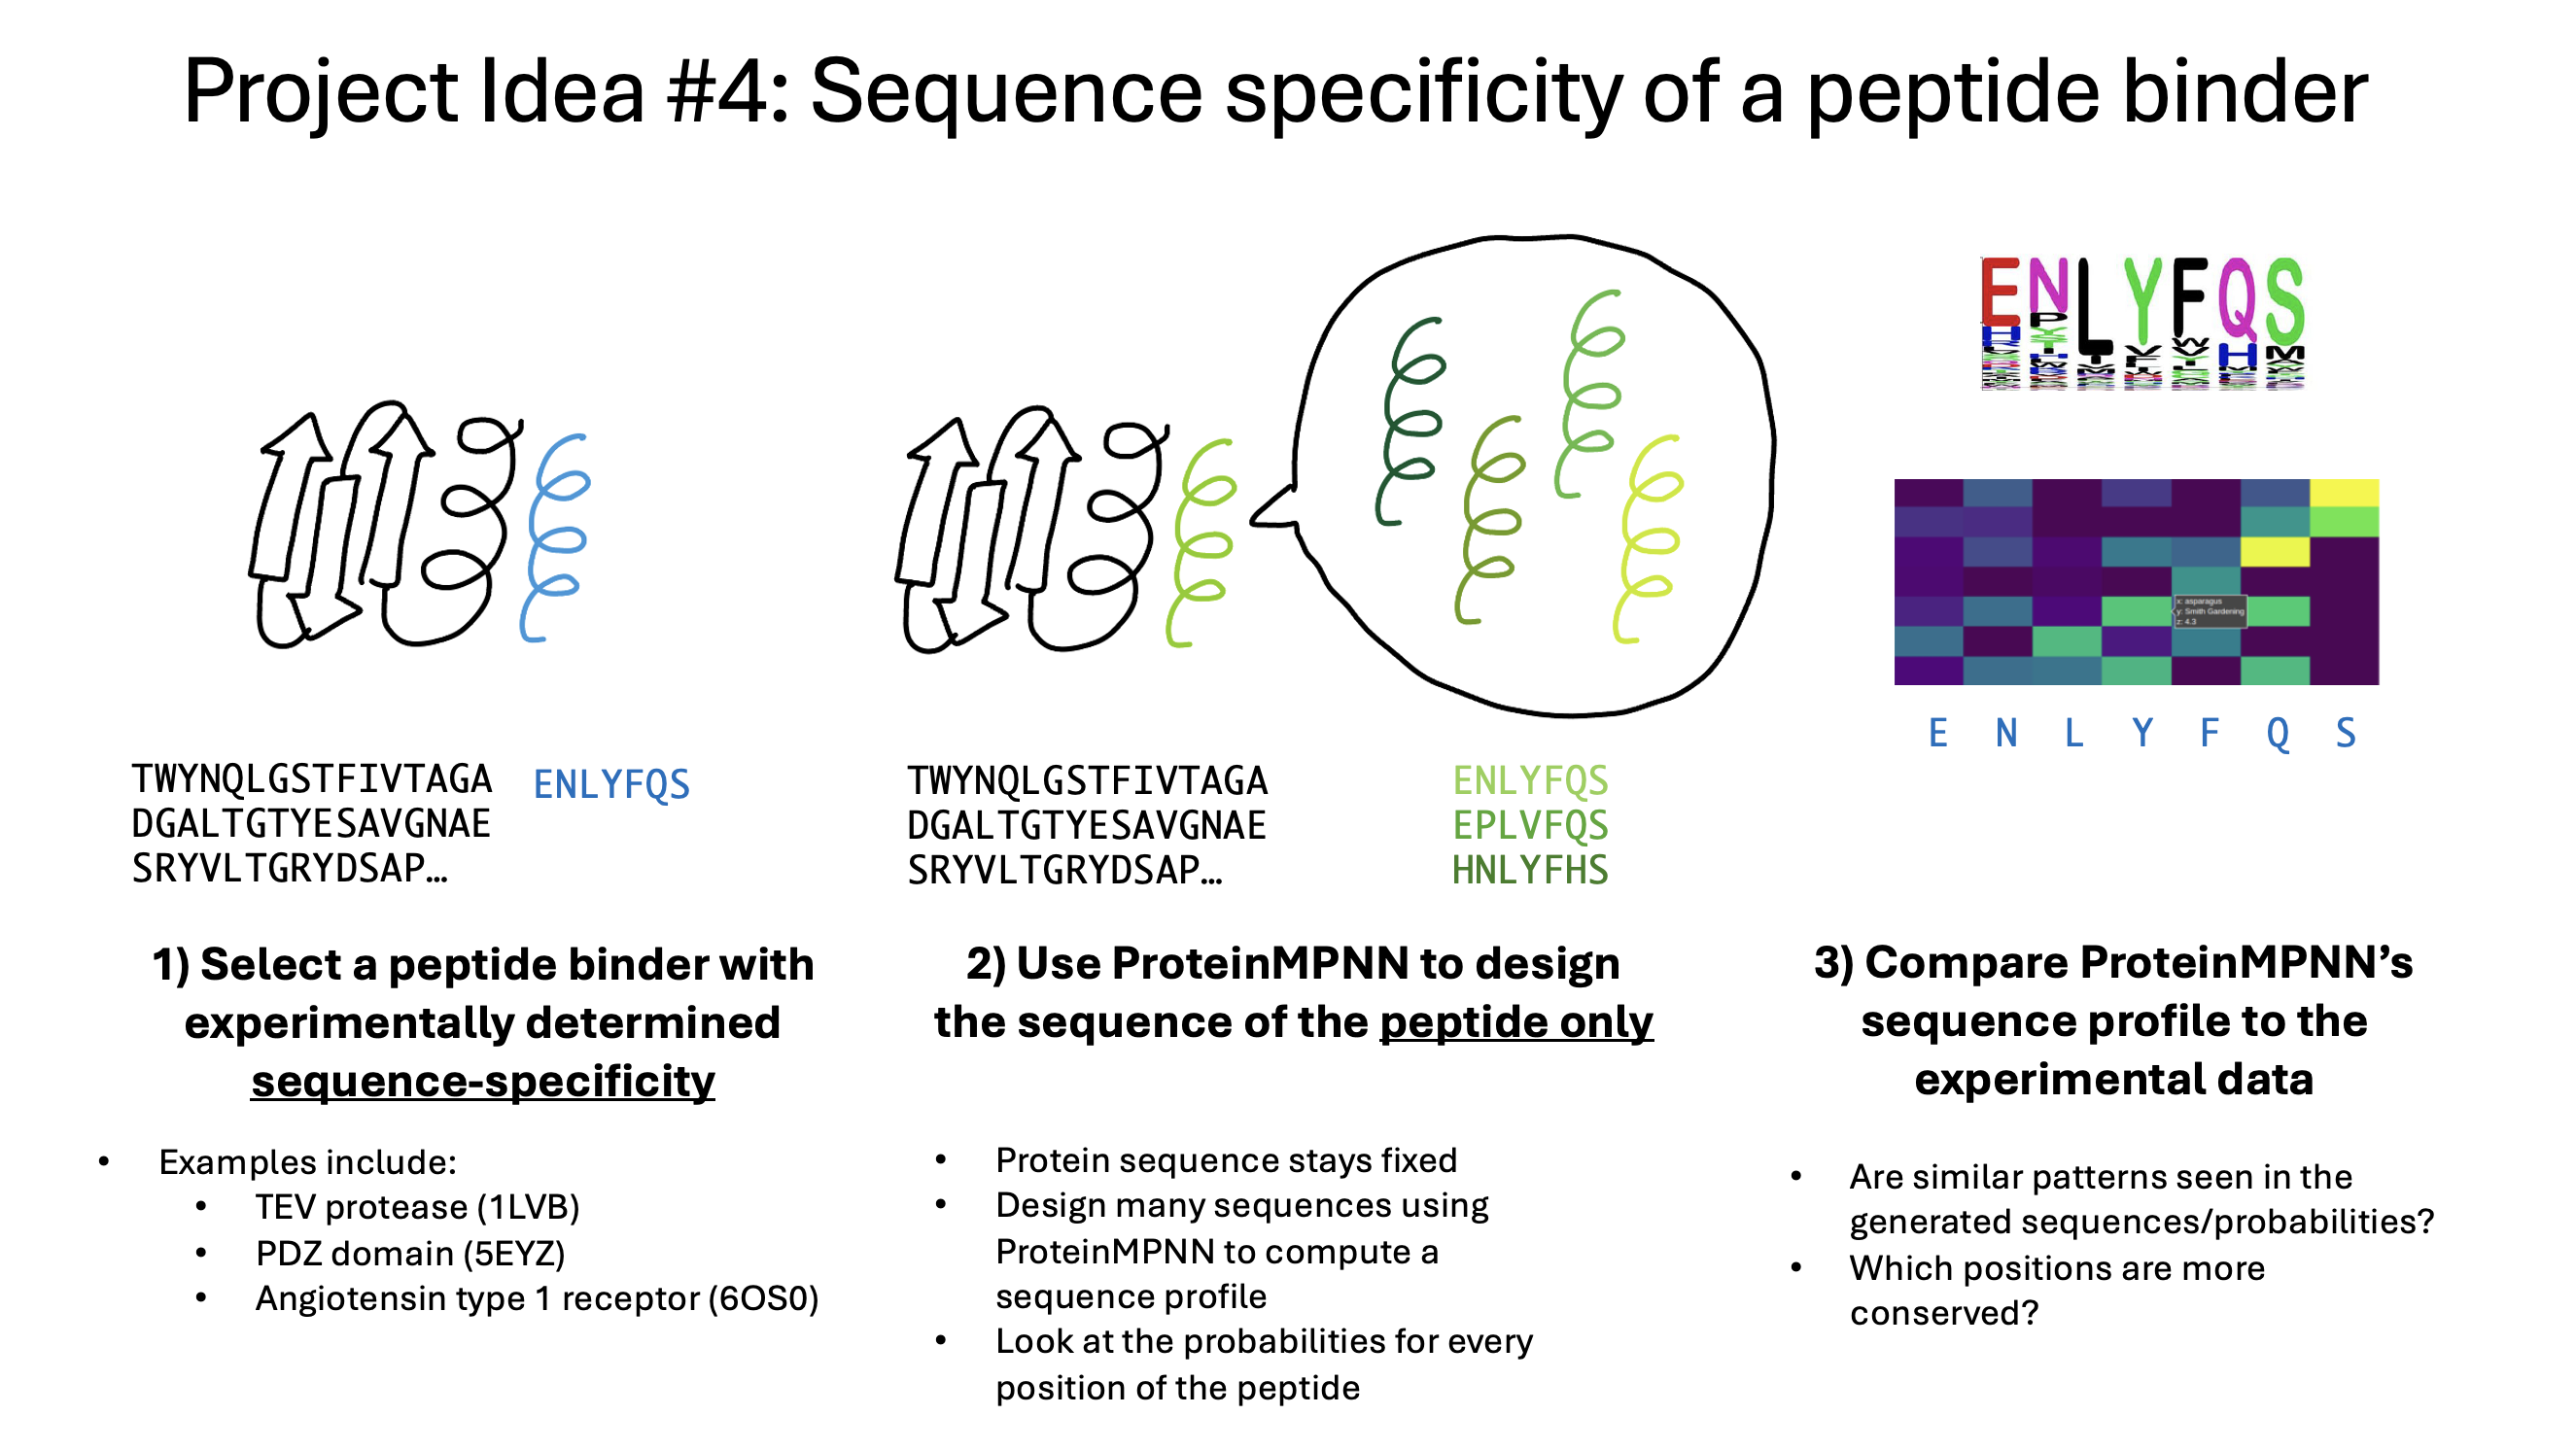 Project Idea #4: Sequence specificity of a peptide binder
ENLYFQS
x: asparagus
y: Smith Gardening
z: 4.3
E N L Y F Q S
TWYNQLGSTFIVTAGA
DGALTGTYESAVGNAE
SRYVLTGRYDSAP…
ENLYFQS
TWYNQLGSTFIVTAGA
DGALTGTYESAVGNAE
SRYVLTGRYDSAP…
ENLYFQS
EPLVFQS
HNLYFHS
1) Select a peptide binder with
experimentally determined
sequence-specificity
• Examples include:
• TEV protease (1LVB)
• PDZ domain (5EYZ)
• Angiotensin type 1 receptor (6OS0)
2) Use ProteinMPNN to design
the sequence of the peptide only
• Protein sequence stays fixed
• Design many sequences using
ProteinMPNN to compute a
sequence profile
• Look at the probabilities for every
position of the peptide
3) Compare ProteinMPNN’s
sequence profile to the
experimental data
• Are similar patterns seen in the
generated sequences/probabilities?
• Which positions are more
conserved?